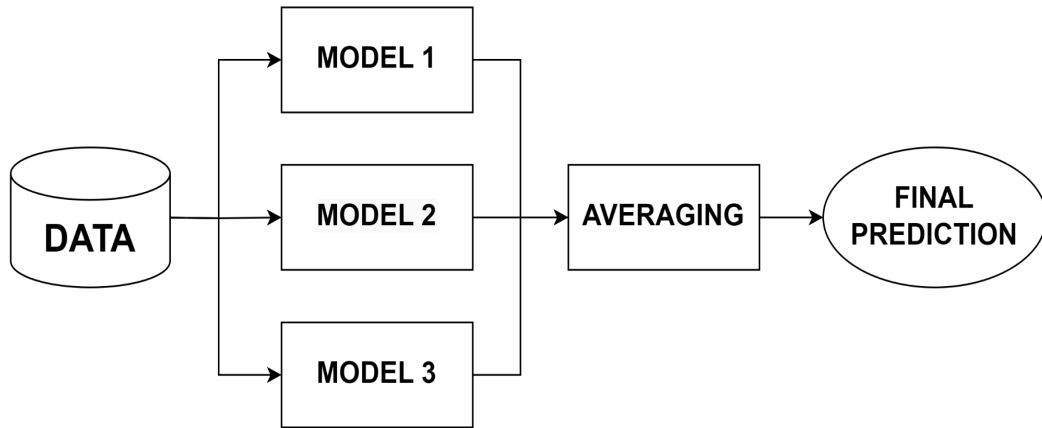 MODEL 1
DATA
MODEL 2
AVERAGING
FINAL
PREDICTION
MODEL 3